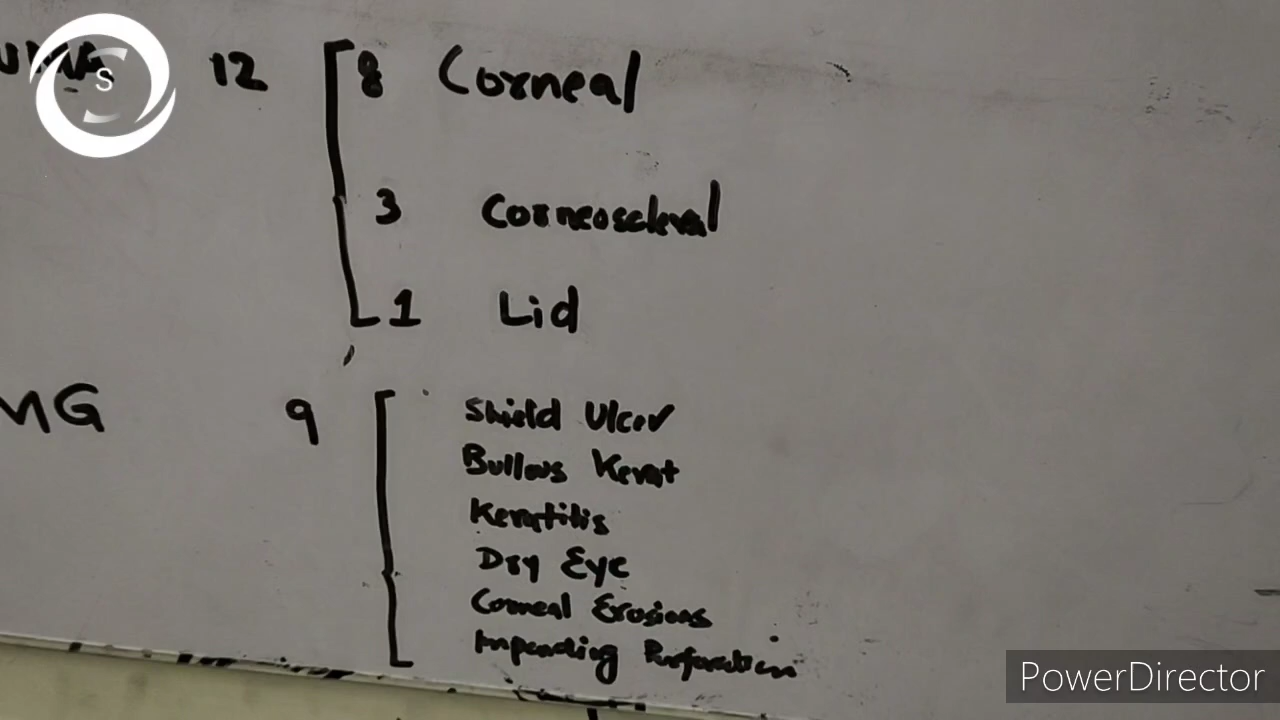 UMA 12 8 Corneal
S
3 Corneoscleral
1 Lid
MG 9
Shield Ulcer
Bullous Kerat
Keratitis
Dry Eye
Corneal Erosions
Impending Perforation
PowerDirector